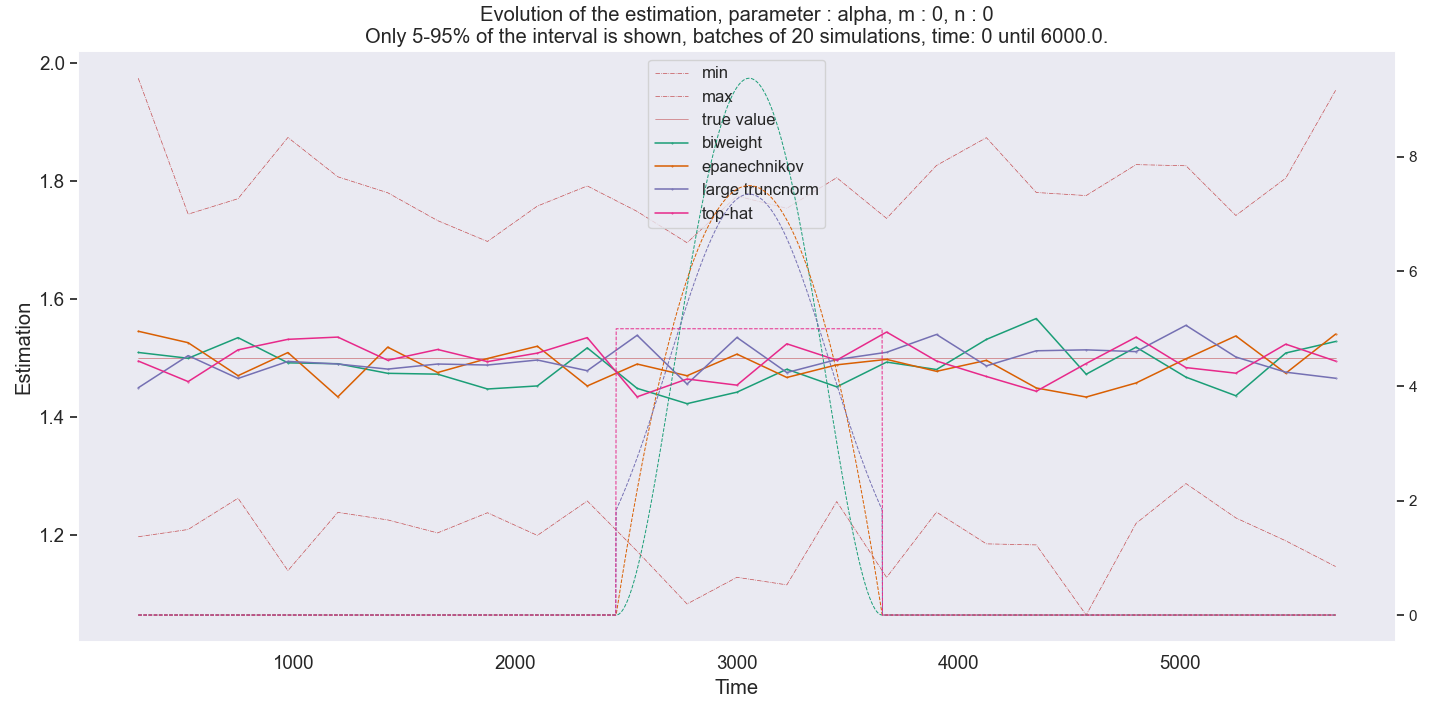 Evolution of the estimation, parameter : alpha, m : 0, n : 0
Only 5-95% of the interval is shown, batches of 20 simulations, time: 0 until 6000.0.
min
max
true value
biweight
epanechnikov
large truncnorm
top-hat
2.0
1.8
1.6
1.4
1.2
Estimation
8
6
4
2
0
1000
2000
3000
4000
5000
Time